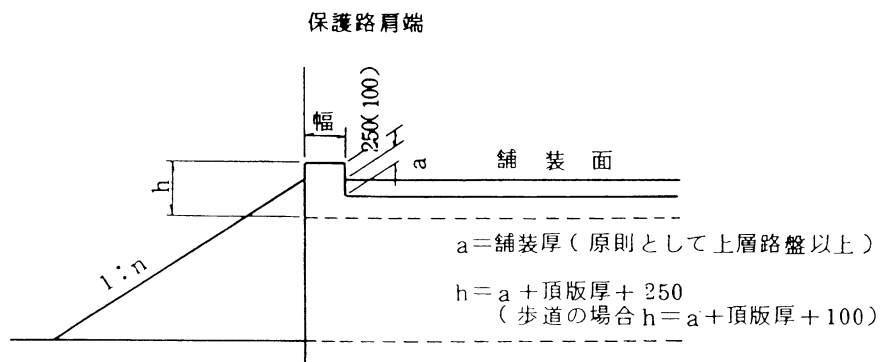 保護路肩端
幅
250(100)
a
舗装面
h
1:n
a=舗装厚(原則として上層路盤以上)
h=a+頂版厚+250
(歩道の場合h=a+頂版厚+100)